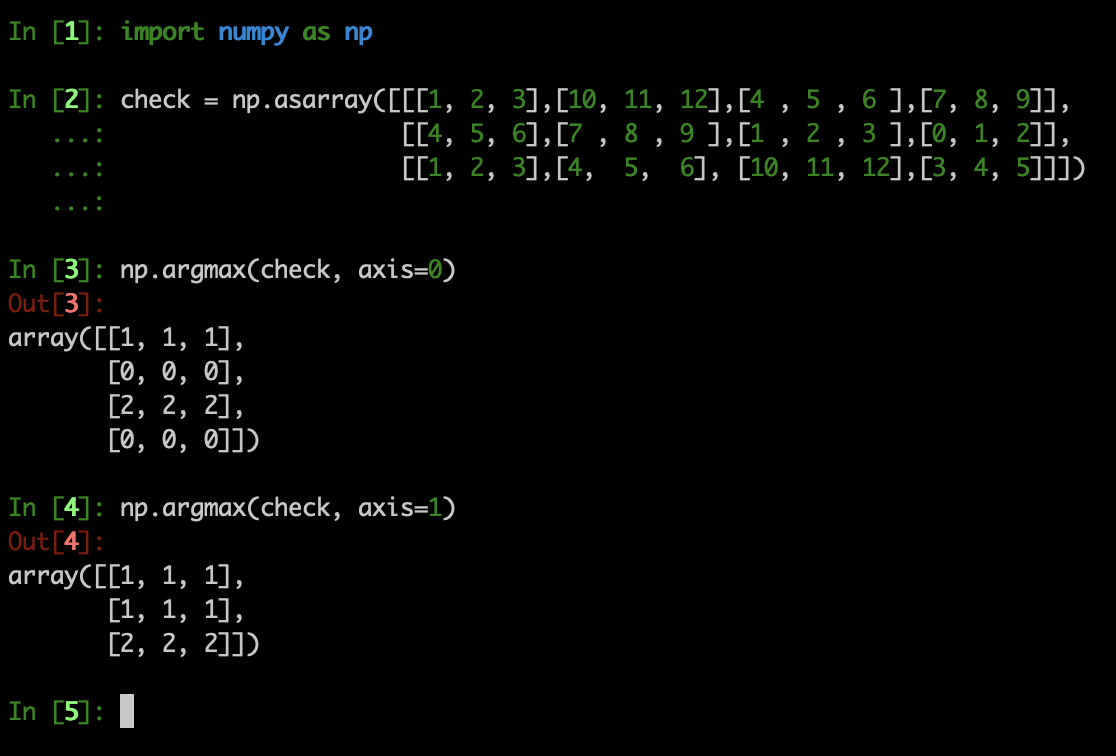 In [1]: import numpy as np
In [2]: check = np.asarray([[[1, 2, 3],[10, 11, 12],[4 , 5 , 6 ],[7, 8, 9]],
   ...:                     [[4, 5, 6],[7 , 8 , 9 ],[1 , 2 , 3 ],[0, 1, 2]],
   ...:                     [[1, 2, 3],[4,  5,  6], [10, 11, 12],[3, 4, 5]]])
   ...:
In [3]: np.argmax(check, axis=0)
Out[3]:
array([[1, 1, 1],
       [0, 0, 0],
       [2, 2, 2],
       [0, 0, 0]])
In [4]: np.argmax(check, axis=1)
Out[4]:
array([[1, 1, 1],
       [1, 1, 1],
       [2, 2, 2]])
In [5]: